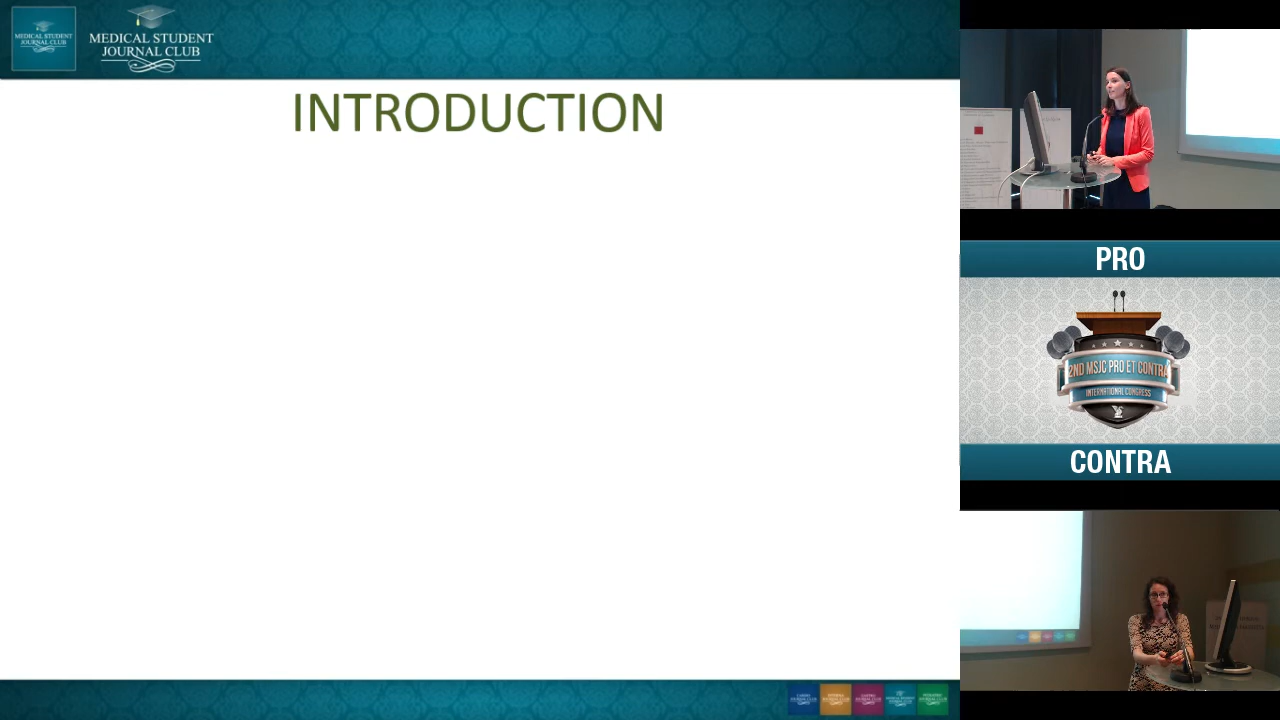 MEDICAL STUDENT
JOURNAL CLUB
MEDICAL STUDENT
JOURNAL CLUB
INTRODUCTION
PRO
2ND MSJC PRO ET CONTRA
INTERNATIONAL CONGRESS
CONTRA